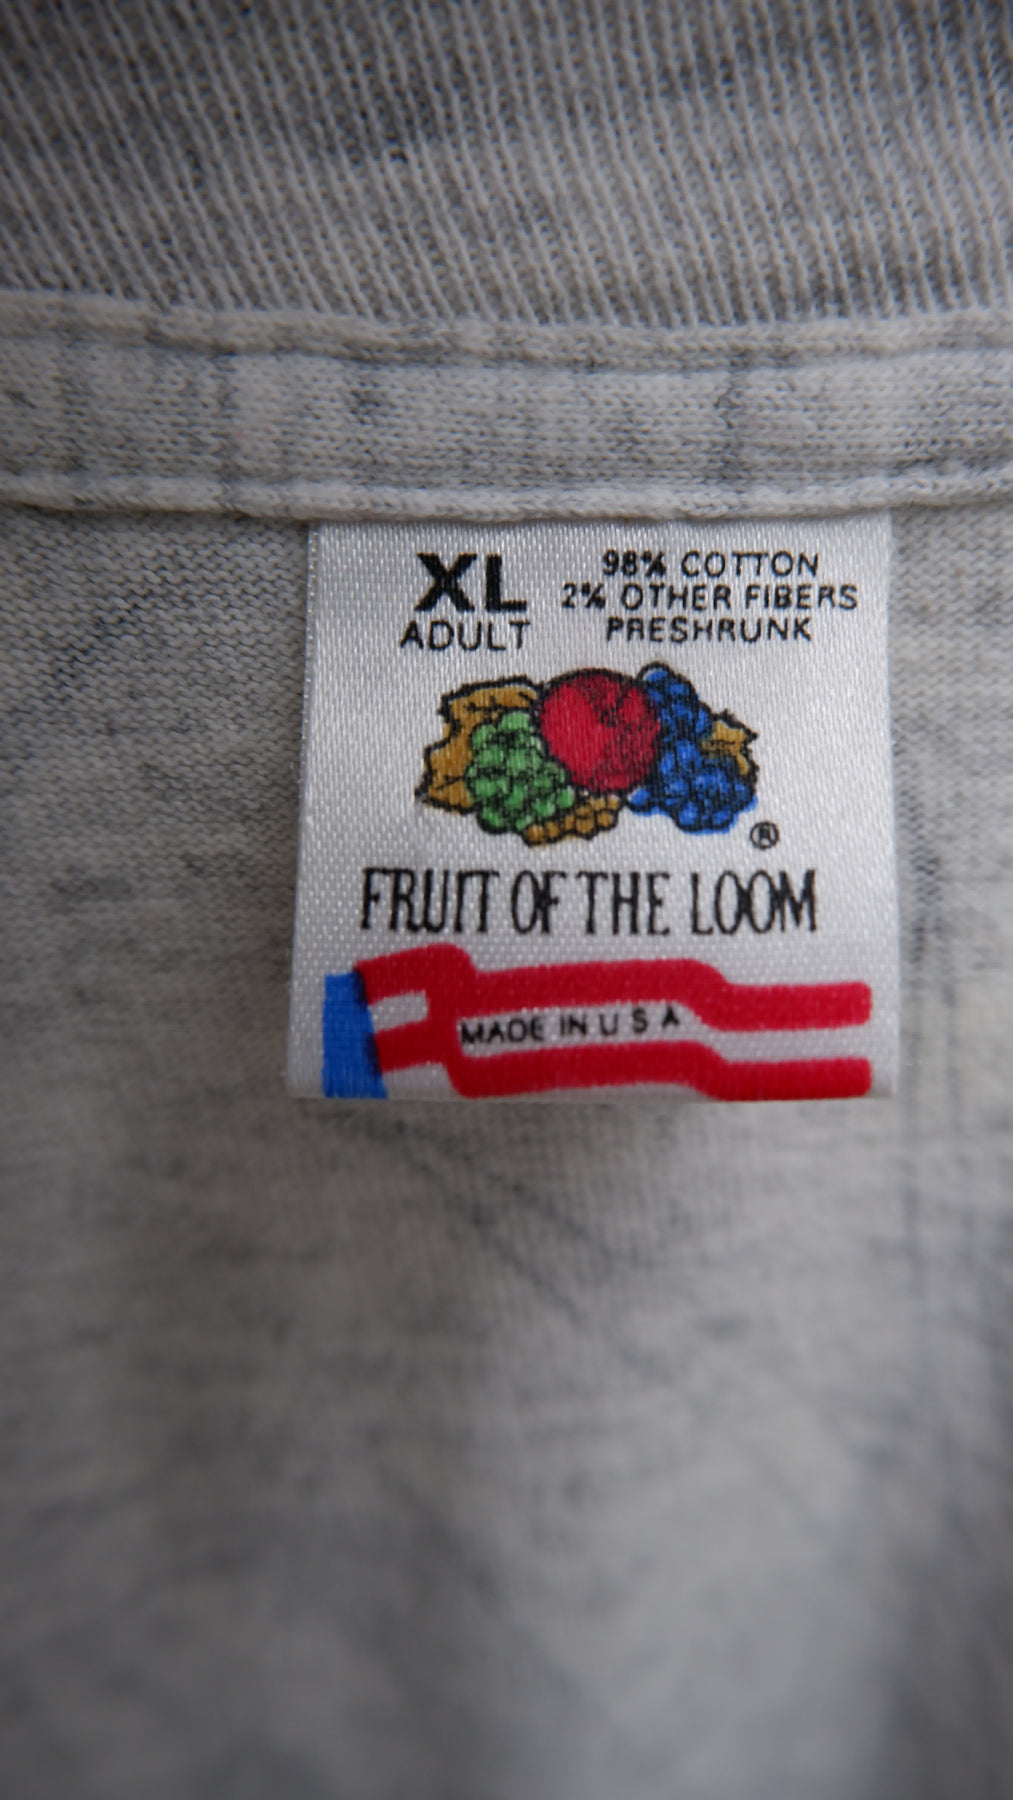 XL
ADULT
98% COTTON
2% OTHER FIBERS
PRESHRUNK
®
FRUIT OF THE LOOM
MADE IN U S A